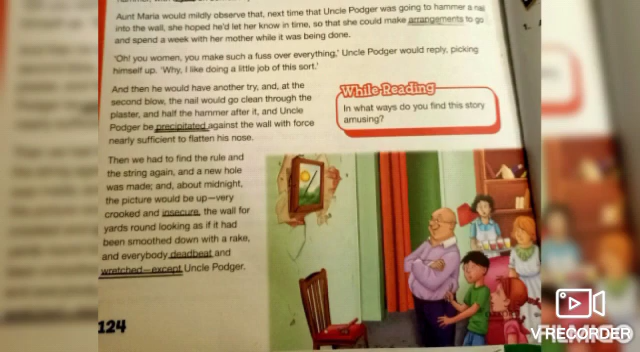 Aunt Maria would mildly observe that, next time that Uncle Podger was going to hammer a nail
into the wall, she hoped he'd let her know in time, so that she could make arrangements to go
and spend a week with her mother while it was being done.
'Oh! you women, you make such a fuss over everything,' Uncle Podger would reply, picking
himself up. 'Why, I like doing a little job of this sort.'
And then he would have another try, and, at the
second blow, the nail would go clean through the
plaster, and half the hammer after it, and Uncle
Podger be precipitated against the wall with force
nearly sufficient to flatten his nose.
While Reading
In what ways do you find this story
amusing?
Then we had to find the rule and
the string again, and a new hole
was made; and, about midnight,
the picture would be up—very
crooked and insecure, the wall for
yards round looking as if it had
been smoothed down with a rake,
and everybody deadbeat and
wretched—except Uncle Podger.
124
V RECORDER